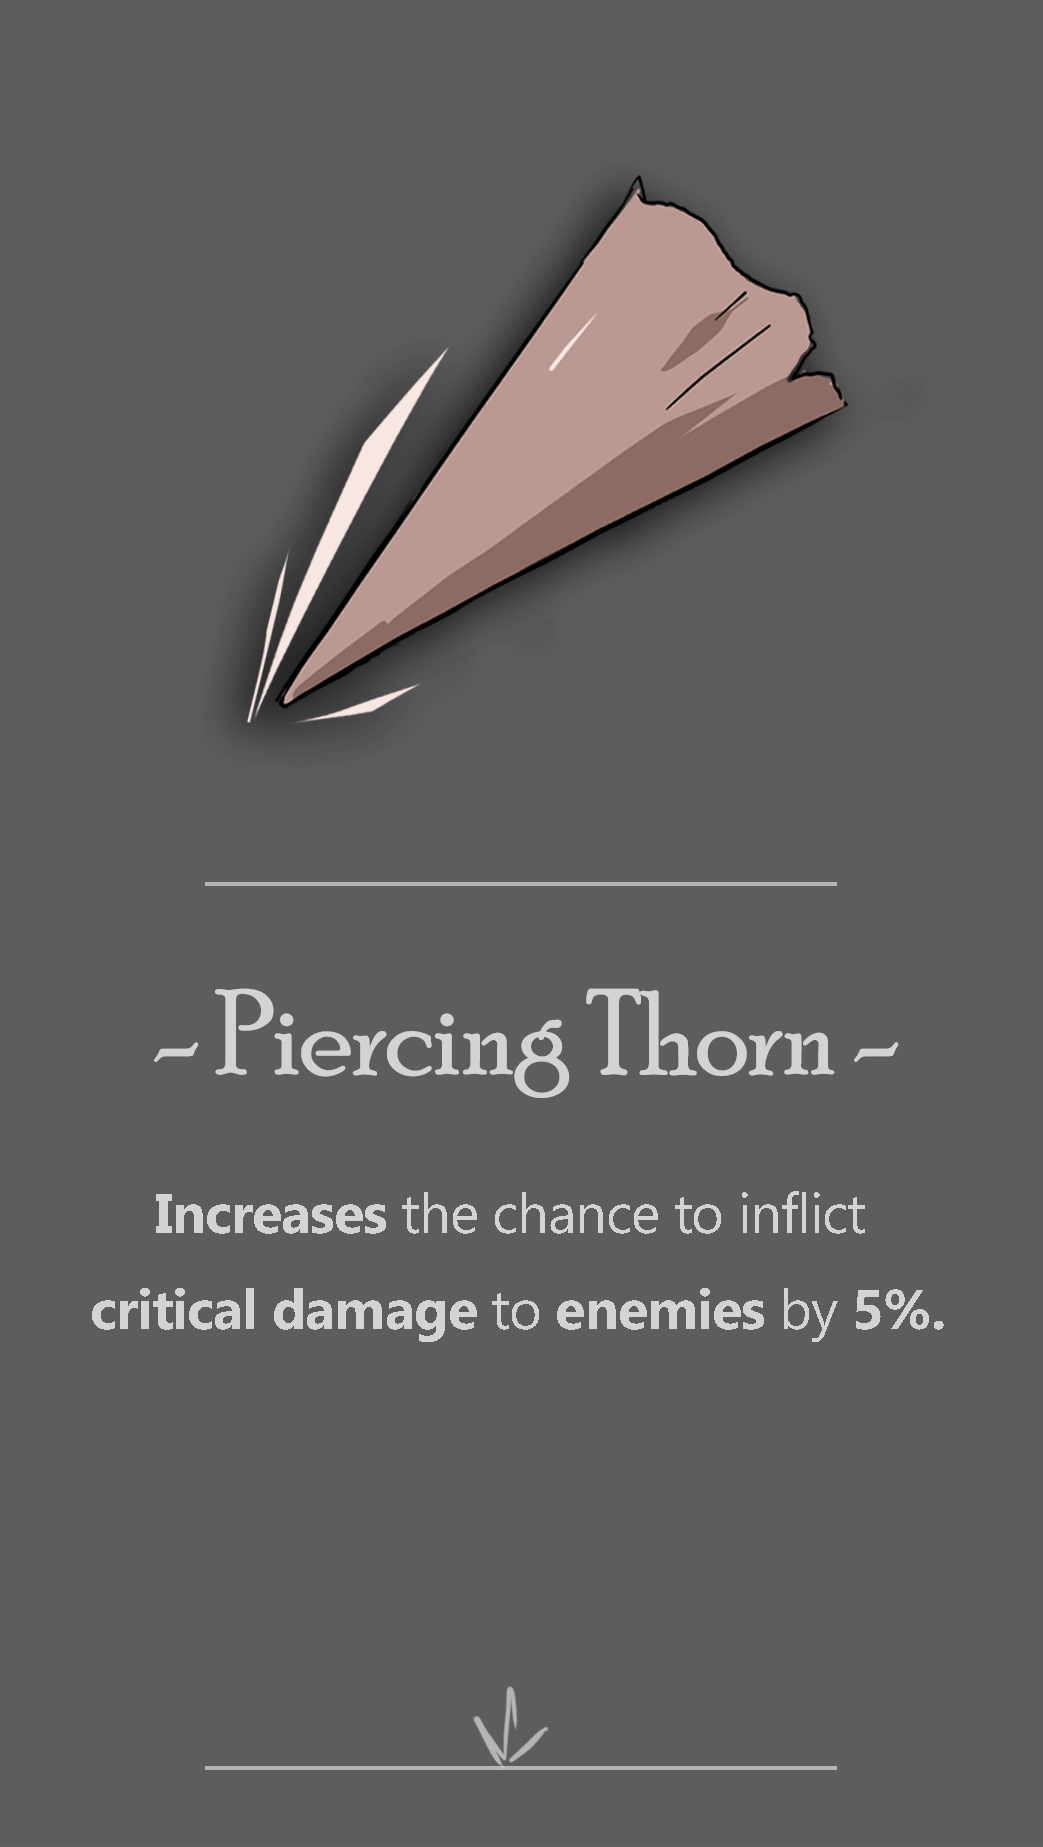 ~ Piercing Thorn ~
Increases the chance to inflict
critical damage to enemies by 5%.